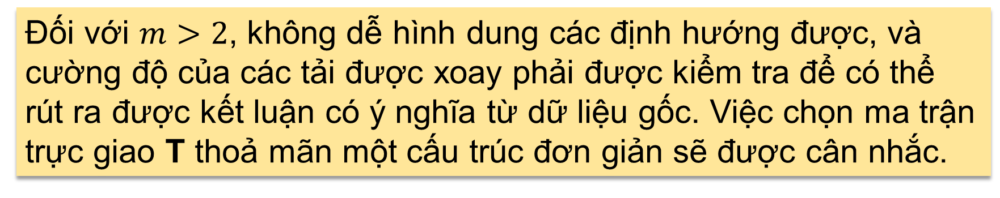 Đối với m > 2, không dễ hình dung các định hướng được, và
cường độ của các tải được xoay phải được kiểm tra để có thể
rút ra được kết luận có ý nghĩa từ dữ liệu gốc. Việc chọn ma trận
trực giao T thoả mãn một cấu trúc đơn giản sẽ được cân nhắc.